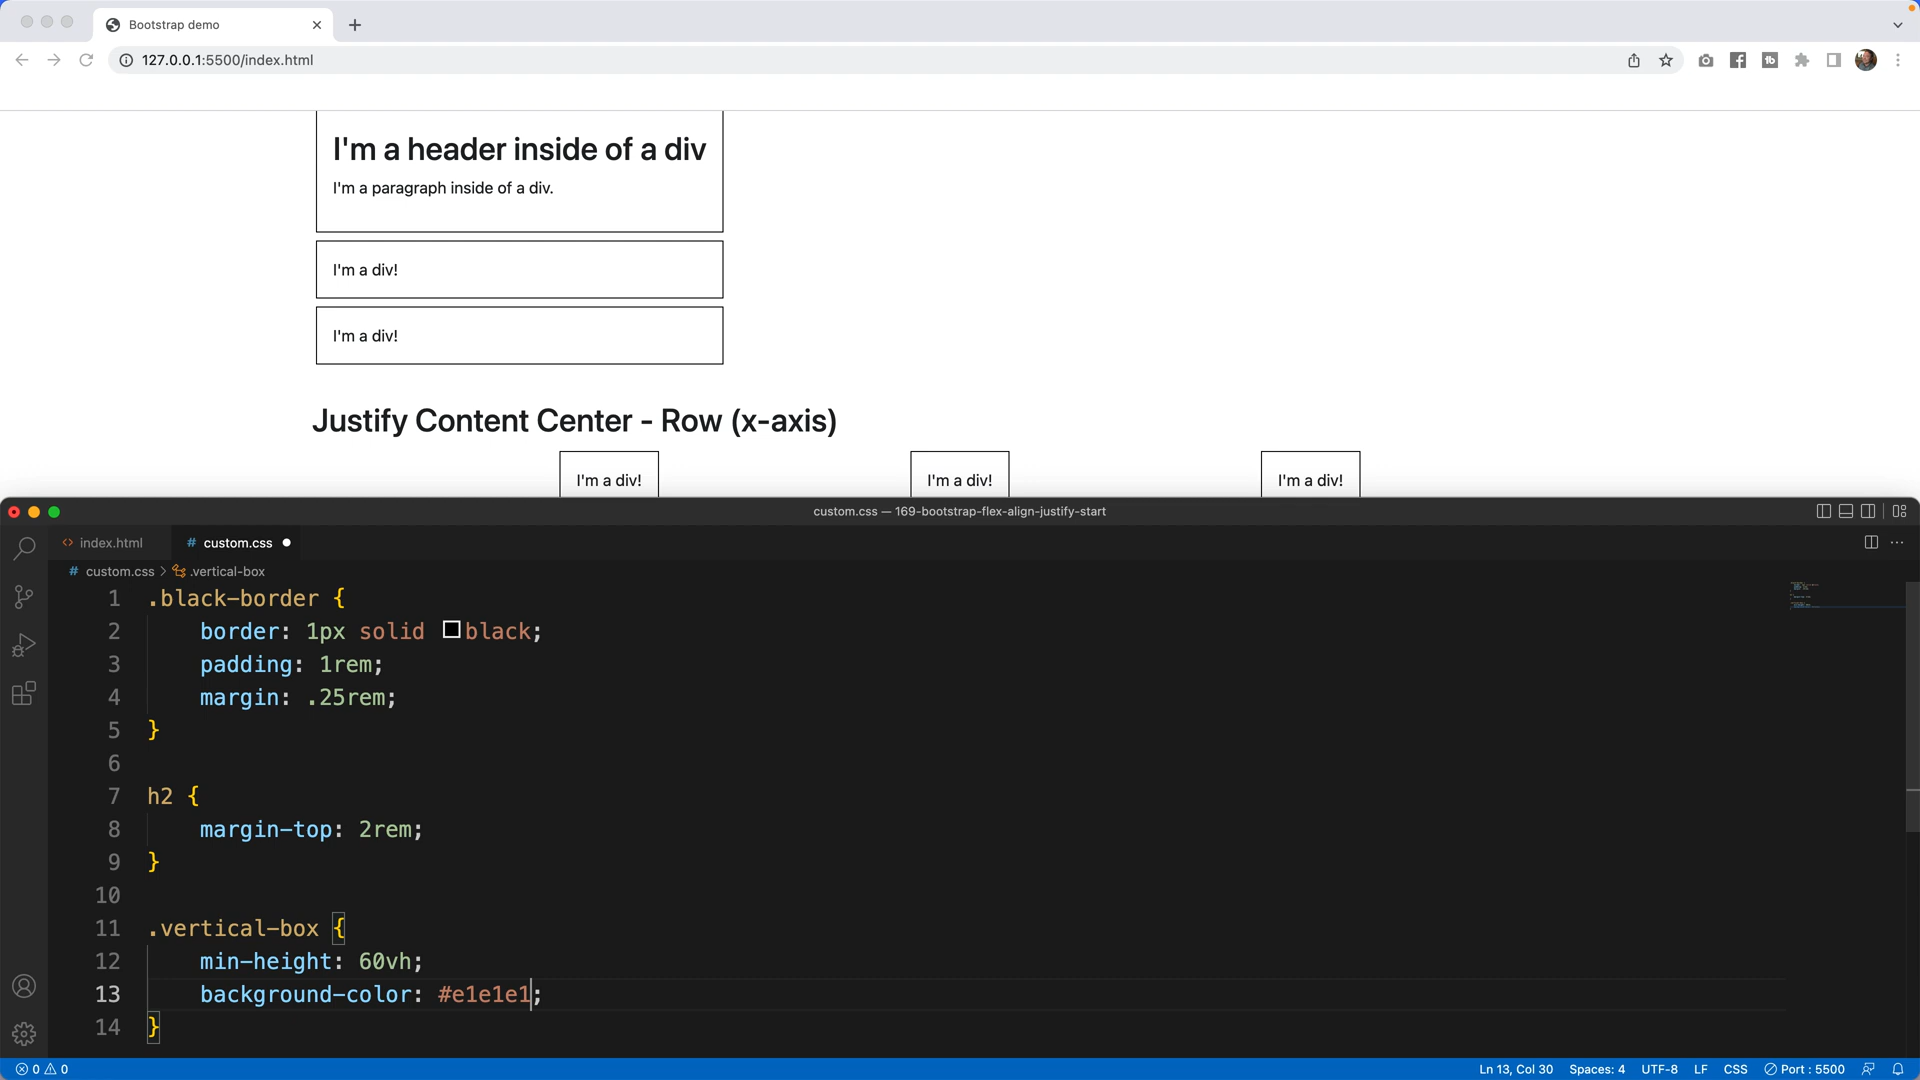 Bootstrap demo
127.0.0.1:5500/index.html
I'm a header inside of a div
I'm a paragraph inside of a div.
I'm a div!
I'm a div!
Justify Content Center - Row (x-axis)
I'm a div! I'm a div! I'm a div!
custom.css — 169-bootstrap-flex-align-justify-start
index.html # custom.css
# custom.css > .vertical-box
1 .black-border {
2 border: 1px solid black;
3 padding: 1rem;
4 margin: .25rem;
5 }
6
7 h2 {
8 margin-top: 2rem;
9 }
10
11 .vertical-box {
12 min-height: 60vh;
13 background-color: #e1e1e1;
14 }
0 0 Ln 13, Col 30 Spaces: 4 UTF-8 LF CSS Port : 5500